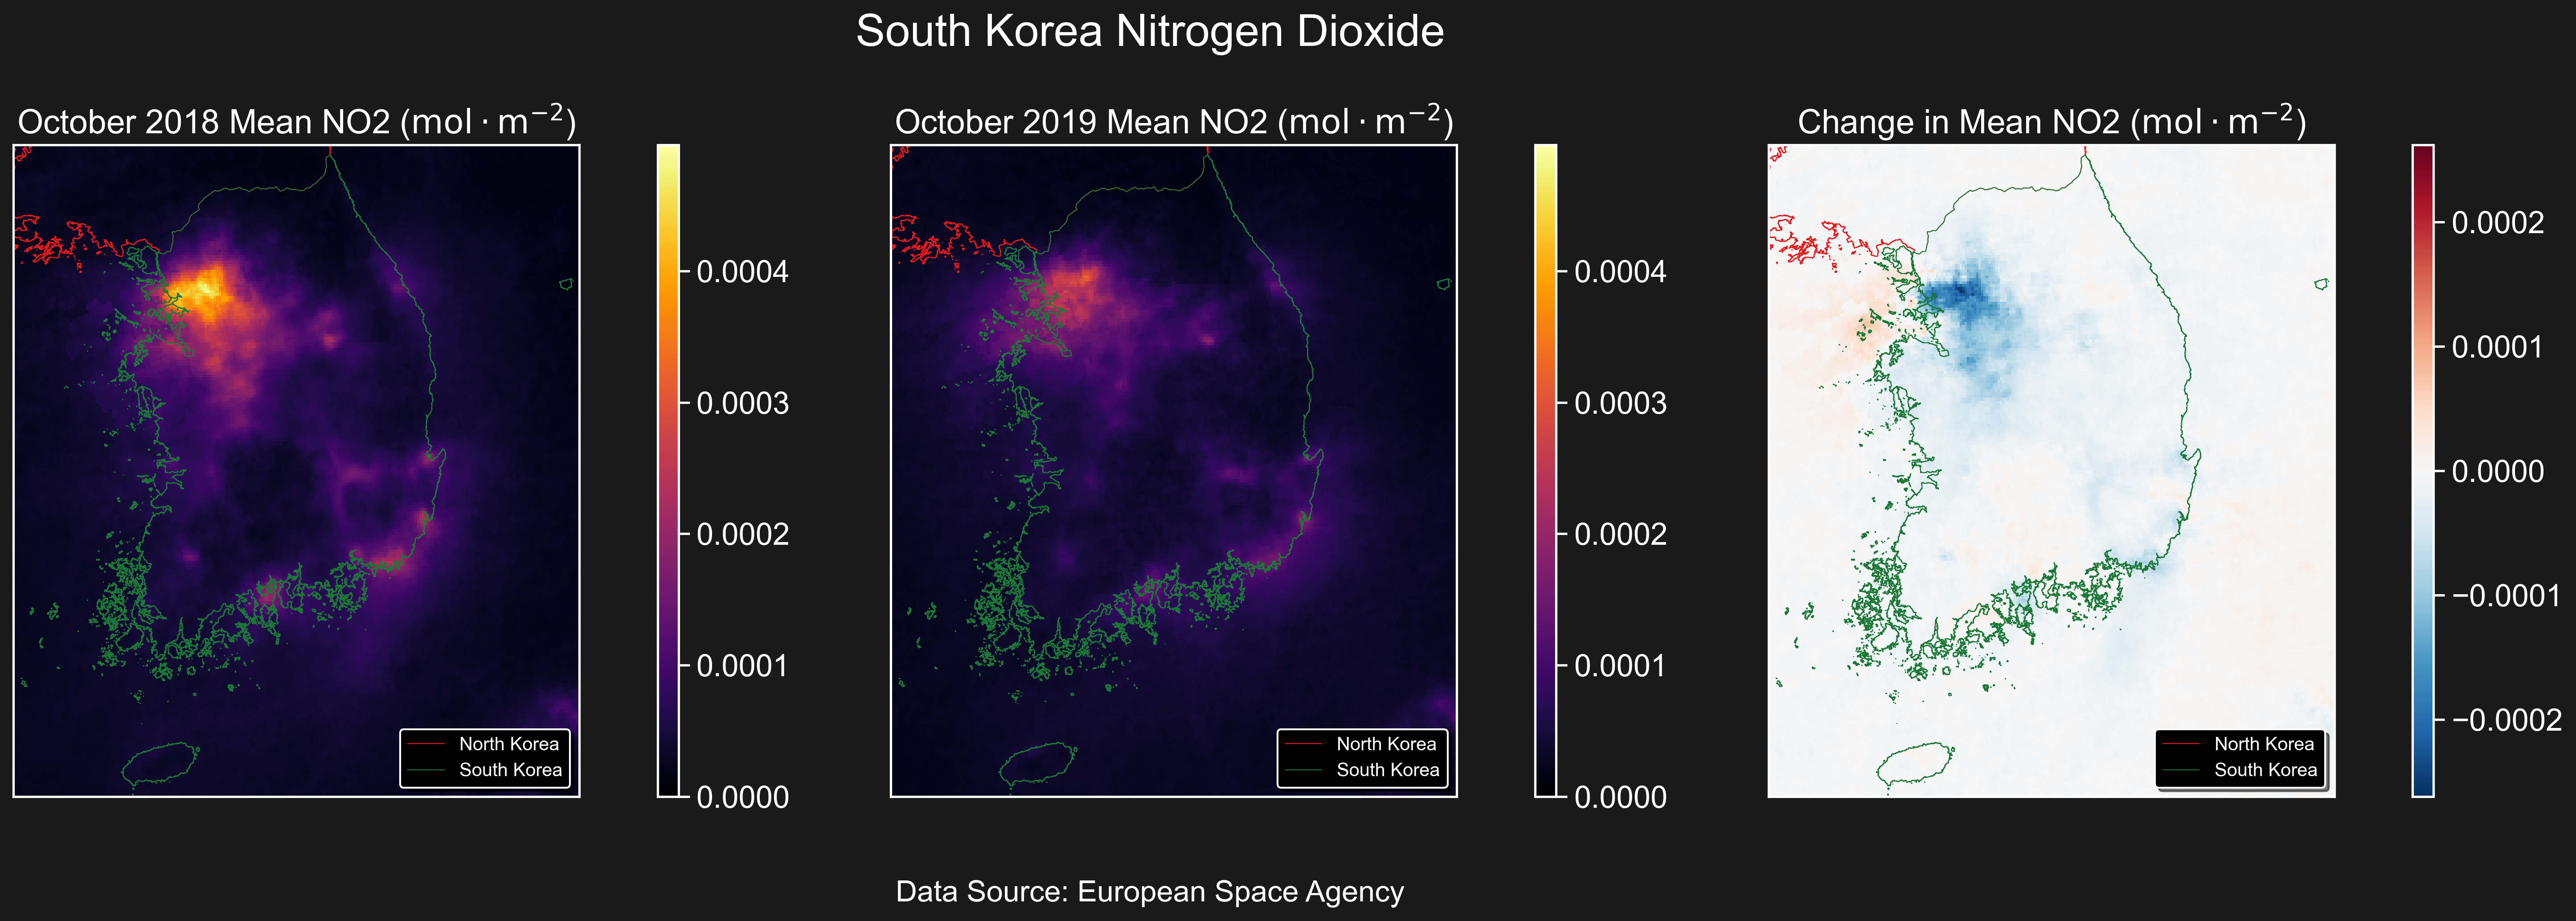 South Korea Nitrogen Dioxide
October 2018 Mean NO2 (mol · m⁻²)
0.0004
0.0003
0.0002
0.0001
0.0000
North Korea
South Korea
October 2019 Mean NO2 (mol · m⁻²)
0.0004
0.0003
0.0002
0.0001
0.0000
North Korea
South Korea
Change in Mean NO2 (mol · m⁻²)
0.0002
0.0001
0.0000
−0.0001
−0.0002
North Korea
South Korea
Data Source: European Space Agency